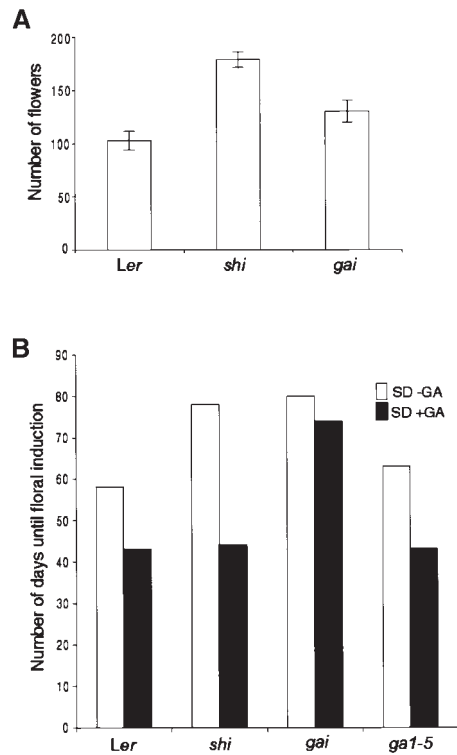 A
Number of flowers
200
150
100
50
0
Ler
shi
gai
B
Number of days until floral induction
90
80
70
60
50
40
30
20
10
0
SD -GA
SD +GA
Ler
shi
gai
ga1-5